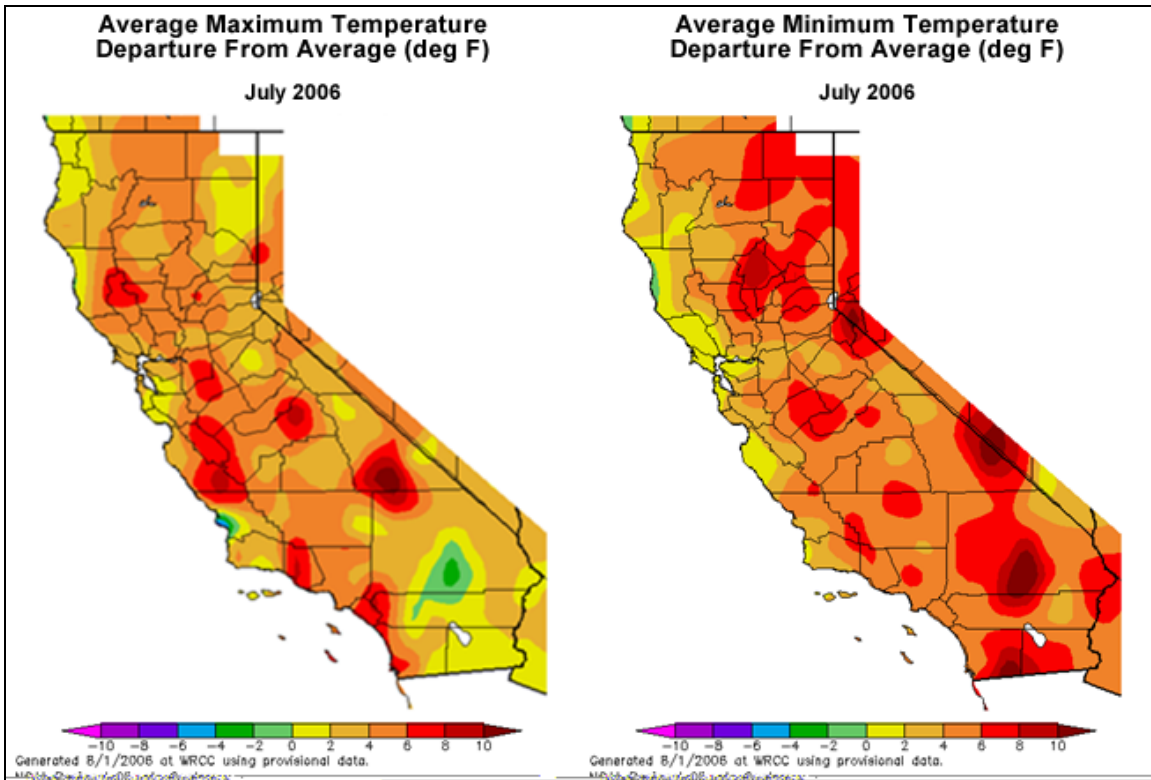 Average Maximum Temperature
Departure From Average (deg F)
July 2006
-10 -8 -6 -4 -2 0 2 4 6 8 10
Generated 8/1/2006 at WRCC using provisional data.
Average Minimum Temperature
Departure From Average (deg F)
July 2006
-10 -8 -6 -4 -2 0 2 4 6 8 10
Generated 8/1/2006 at WRCC using provisional data.